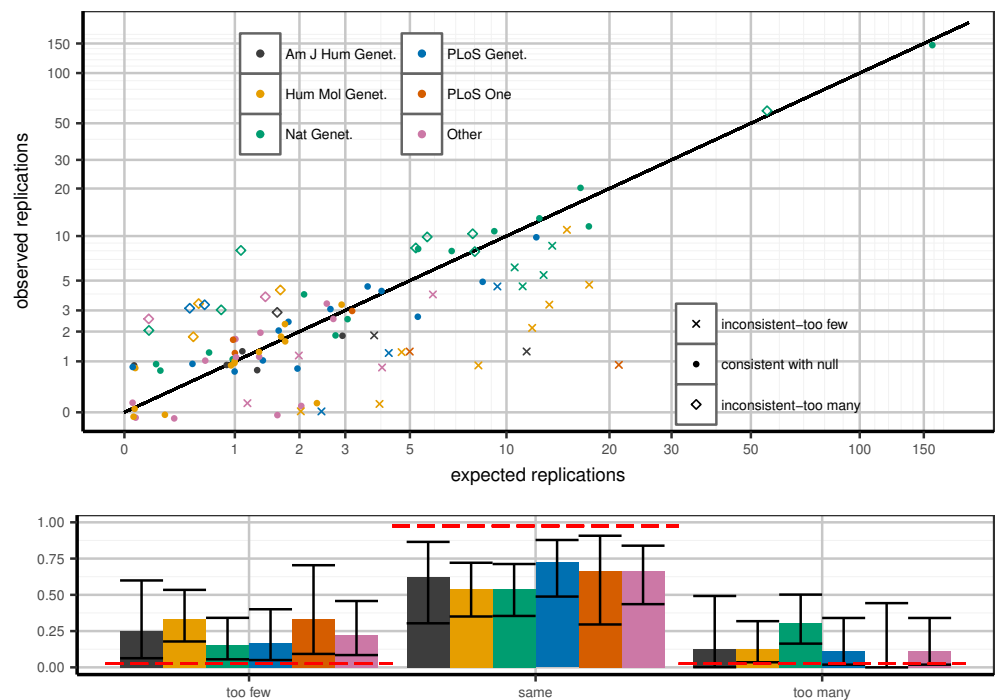 observed replications
150
100
50
30
20
10
5
3
2
1
0
Am J Hum Genet.
PLoS Genet.
Hum Mol Genet.
PLoS One
Nat Genet.
Other
inconsistent−too few
consistent with null
inconsistent−too many
0 1 2 3 5 10 20 30 50 100 150
expected replications
1.00
0.75
0.50
0.25
0.00
too few same too many